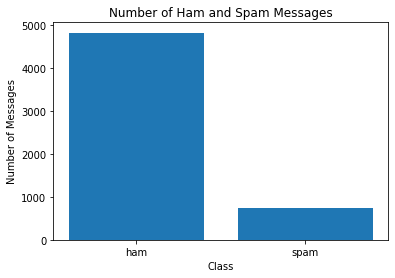 Number of Ham and Spam Messages
5000
4000
3000
2000
1000
0
Number of Messages
ham spam
Class